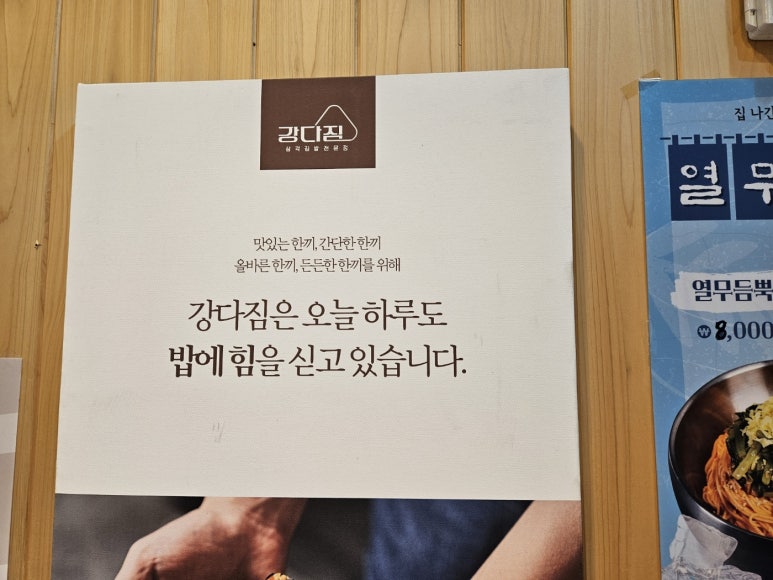 강다짐
삼각김밥전문점
맛있는 한끼, 간단한 한끼
올바른 한끼, 든든한 한끼를 위해
강다짐은 오늘 하루도
밥에 힘을 싣고 있습니다.
집 나간
열무
열무듬뿍
₩ 8,000